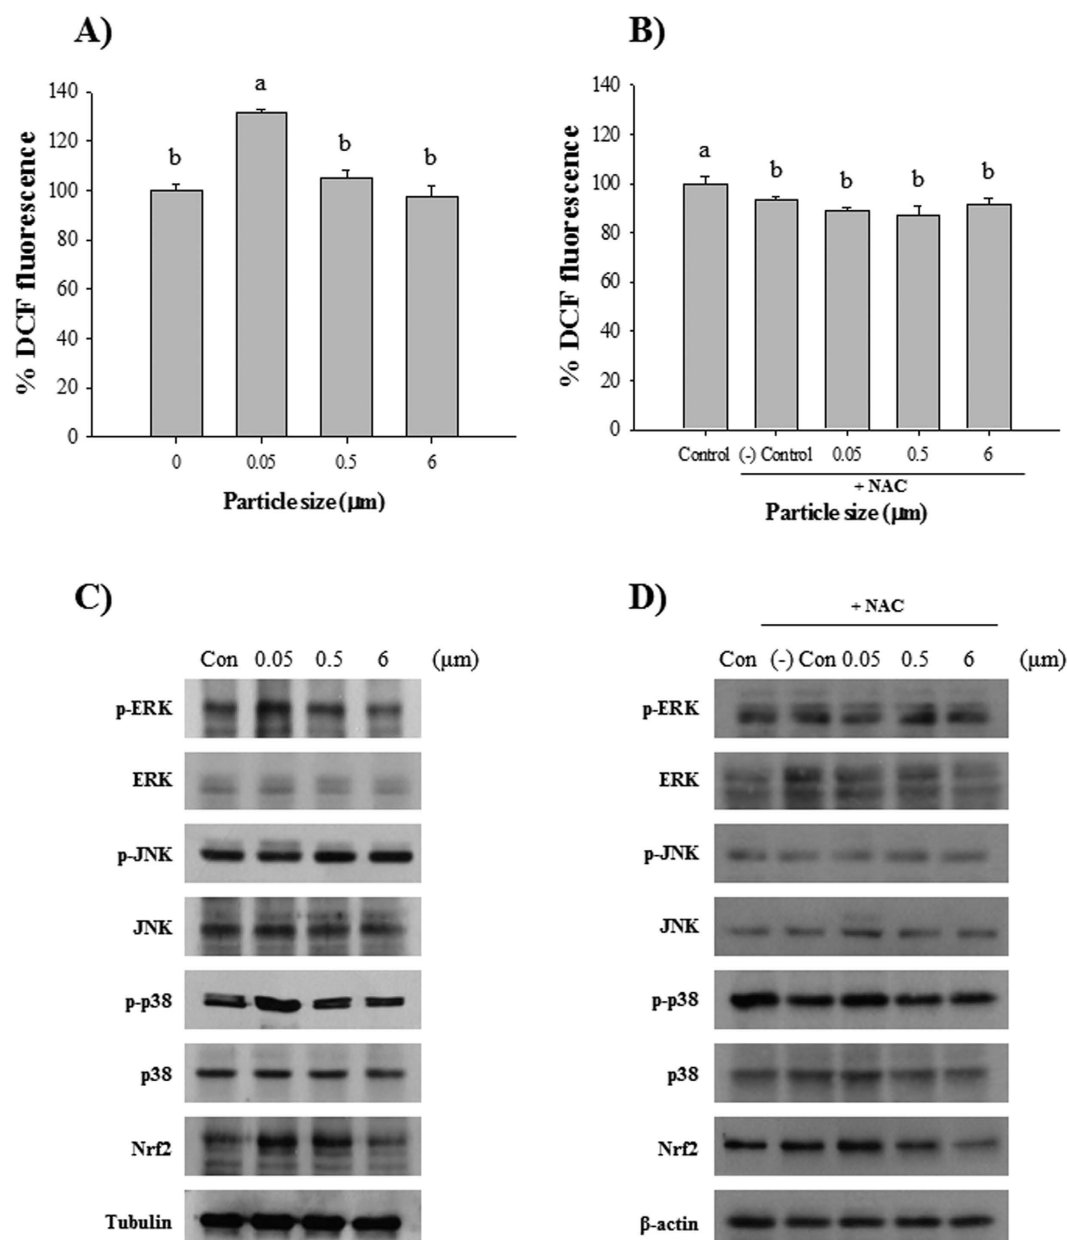 A)
140
120
100
80
60
40
20
0
% DCF fluorescence
b
a
b
b
0 0.05 0.5 6
Particle size (μm)
B)
140
120
100
80
60
40
20
0
% DCF fluorescence
a
b
b
b
b
Control (-) Control 0.05 0.5 6
+ NAC
Particle size (μm)
C)
Con 0.05 0.5 6 (μm)
p-ERK
ERK
p-JNK
JNK
p-p38
p38
Nrf2
Tubulin
D)
+ NAC
Con (-) Con 0.05 0.5 6 (μm)
p-ERK
ERK
p-JNK
JNK
p-p38
p38
Nrf2
β-actin